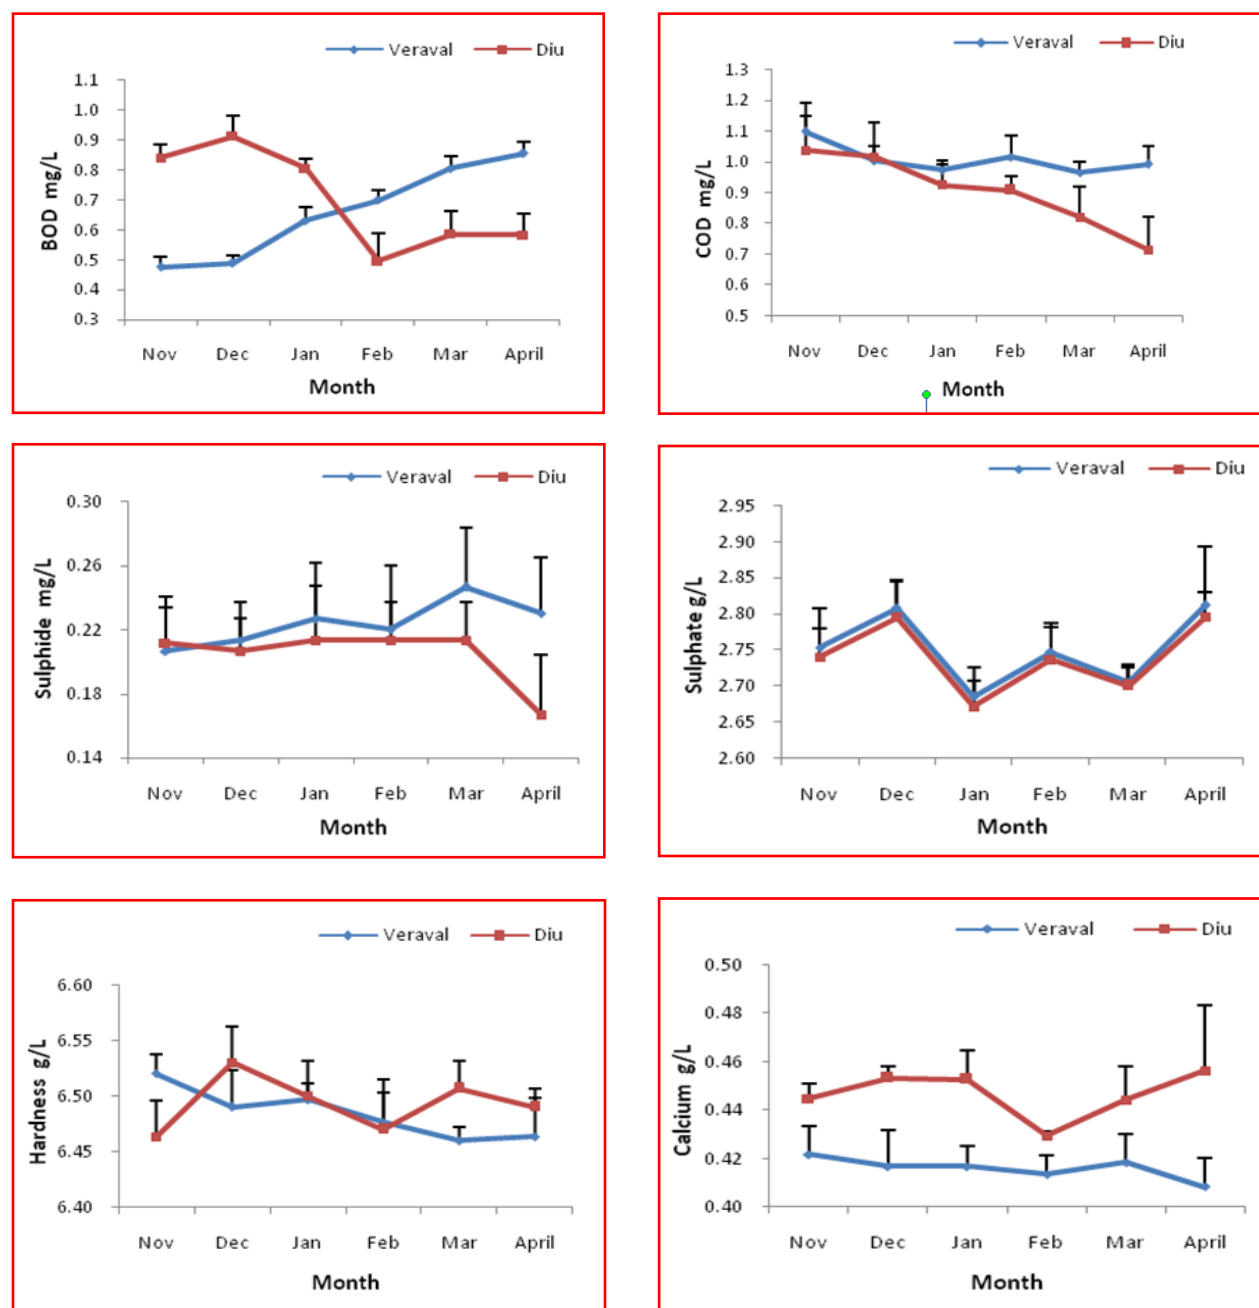 Veraval Diu
BOD mg/L
1.1
1.0
0.9
0.8
0.7
0.6
0.5
0.4
0.3
Nov Dec Jan Feb Mar April
Month
Veraval Diu
COD mg/L
1.3
1.2
1.1
1.0
0.9
0.8
0.7
0.6
0.5
Nov Dec Jan Feb Mar April
Month
Veraval Diu
Sulphide mg/L
0.30
0.26
0.22
0.18
0.14
Nov Dec Jan Feb Mar April
Month
Veraval Diu
Sulphate g/L
2.95
2.90
2.85
2.80
2.75
2.70
2.65
2.60
Nov Dec Jan Feb Mar April
Month
Veraval Diu
Hardness g/L
6.60
6.55
6.50
6.45
6.40
Nov Dec Jan Feb Mar April
Month
Veraval Diu
Calcium g/L
0.50
0.48
0.46
0.44
0.42
0.40
Nov Dec Jan Feb Mar April
Month